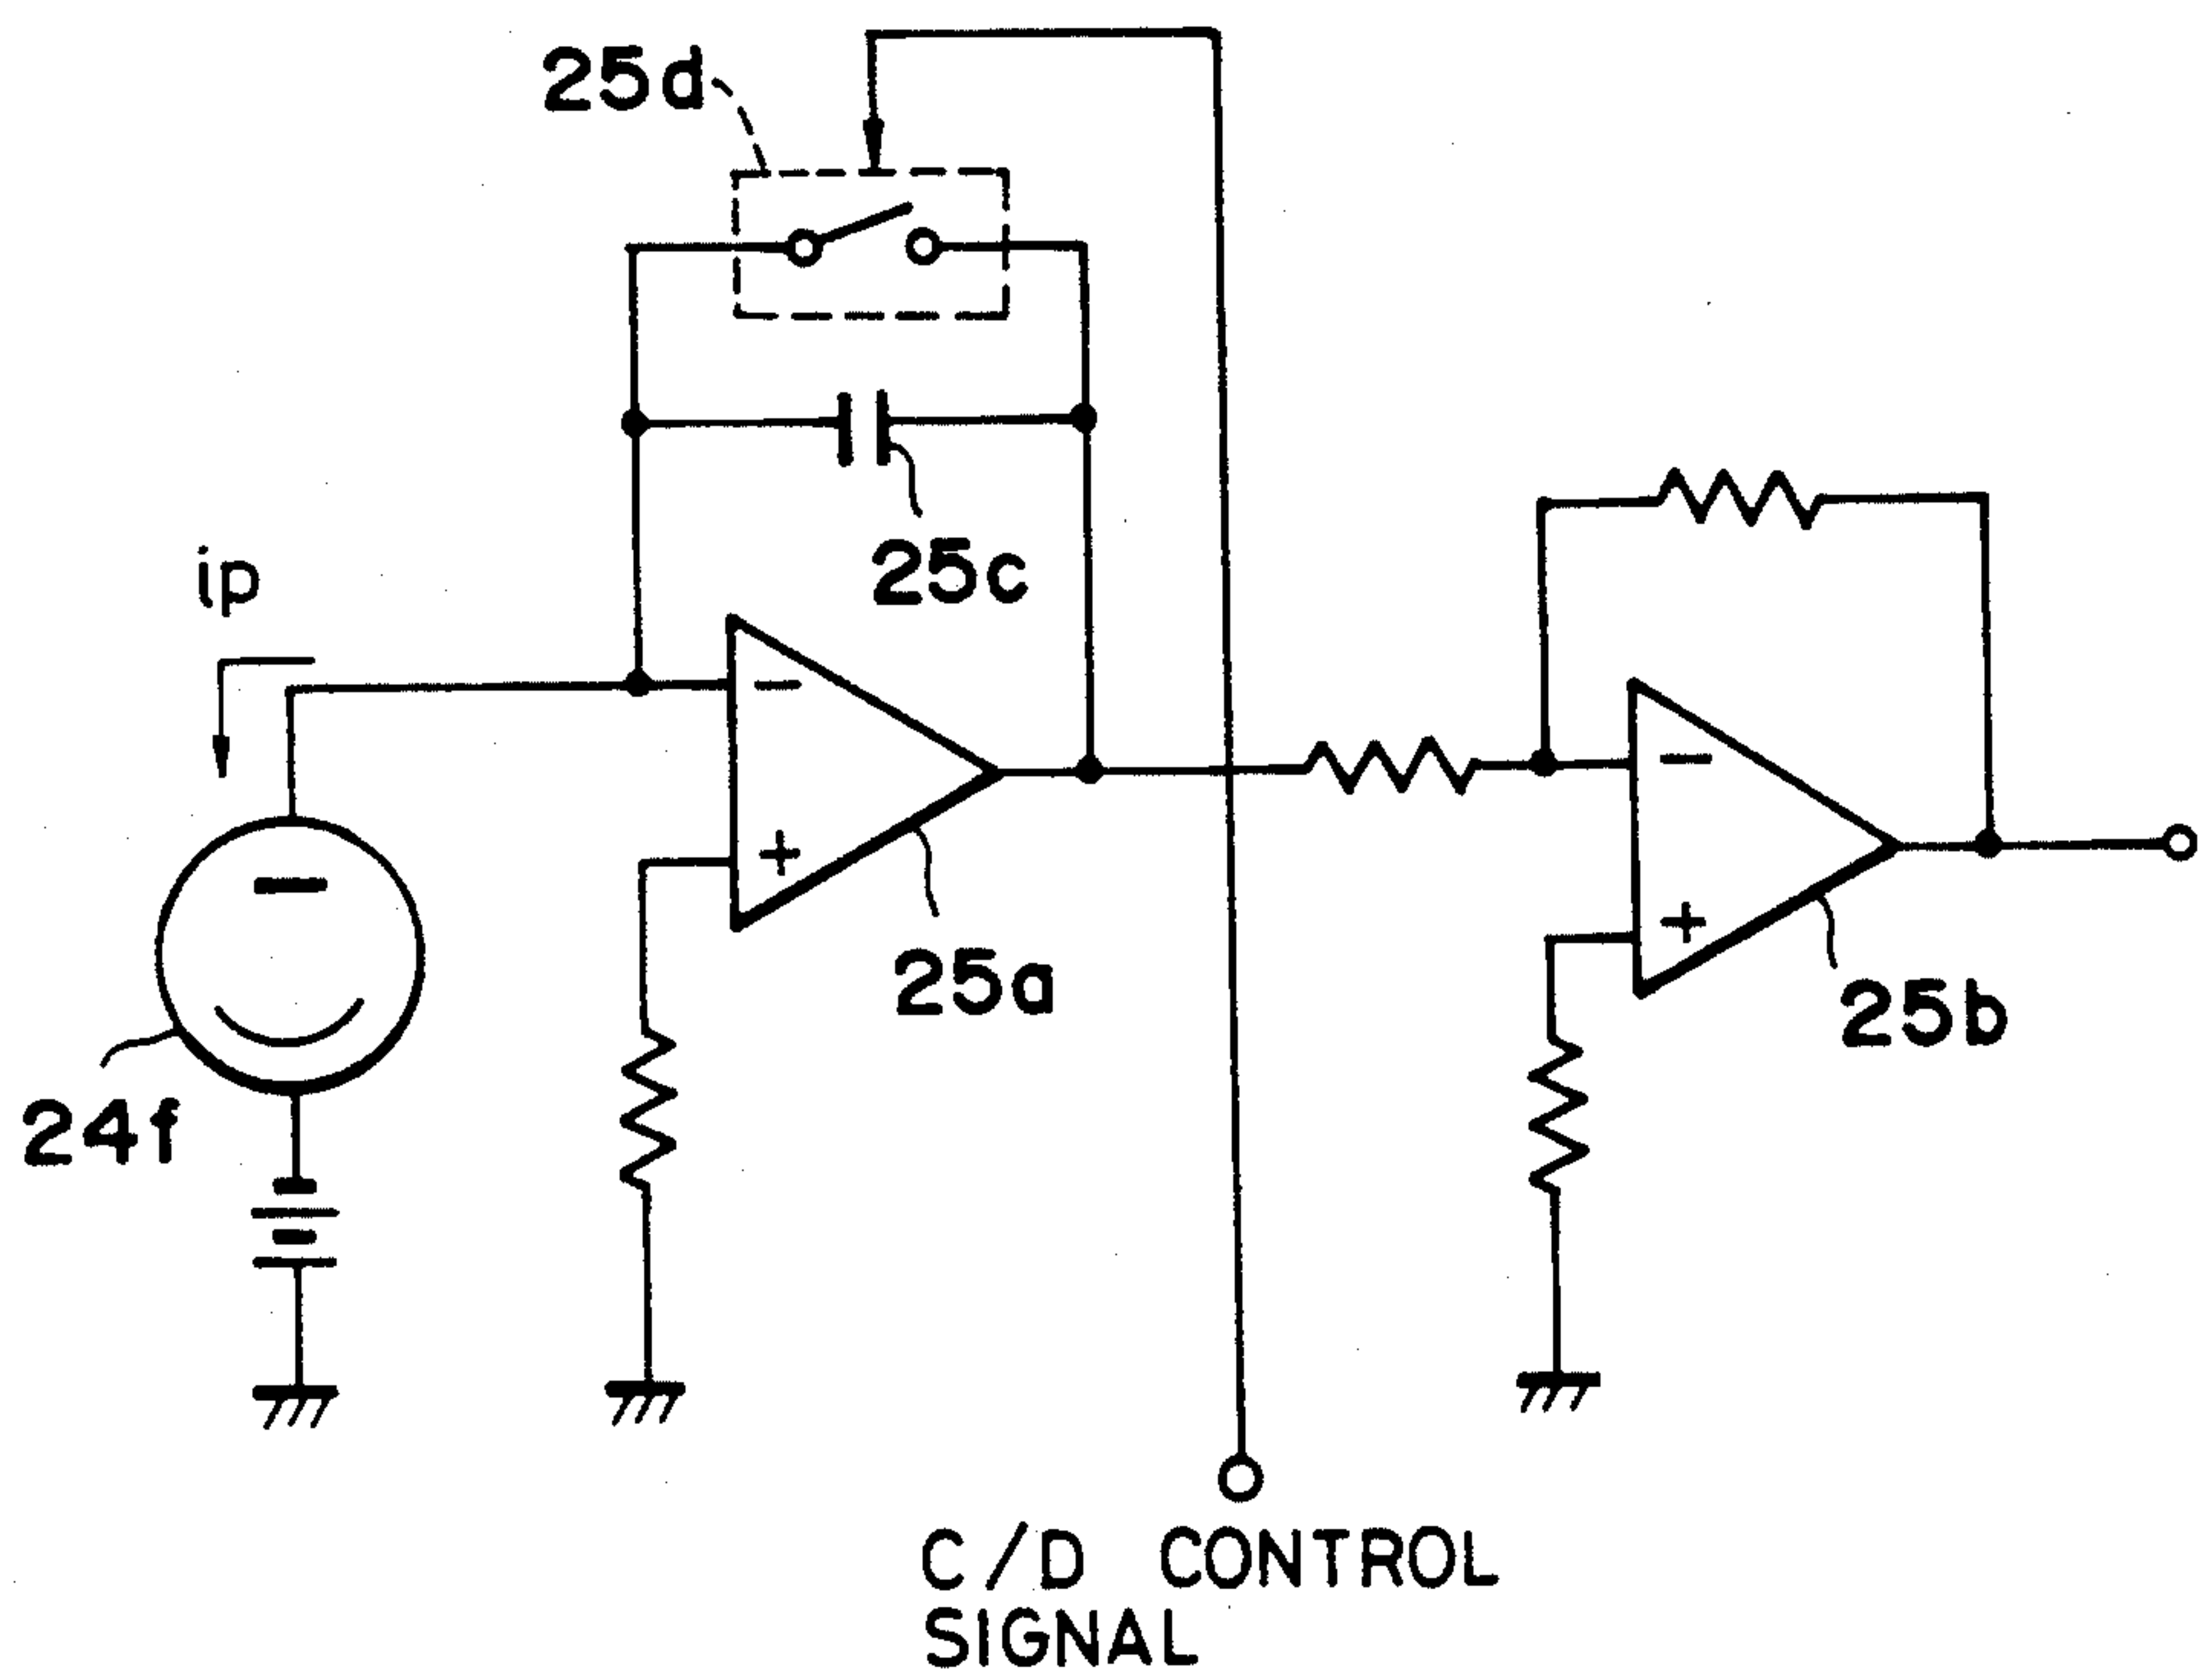 25d
25c
ip
−
+
25a
−
+
25b
24f
C/D CONTROL
SIGNAL